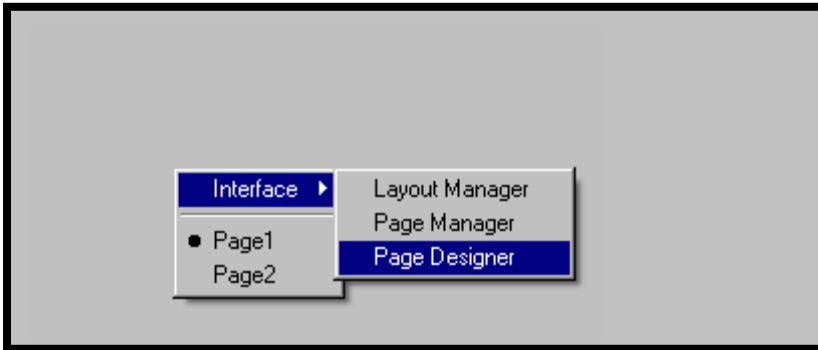 Interface
Page1
Page2
Layout Manager
Page Manager
Page Designer